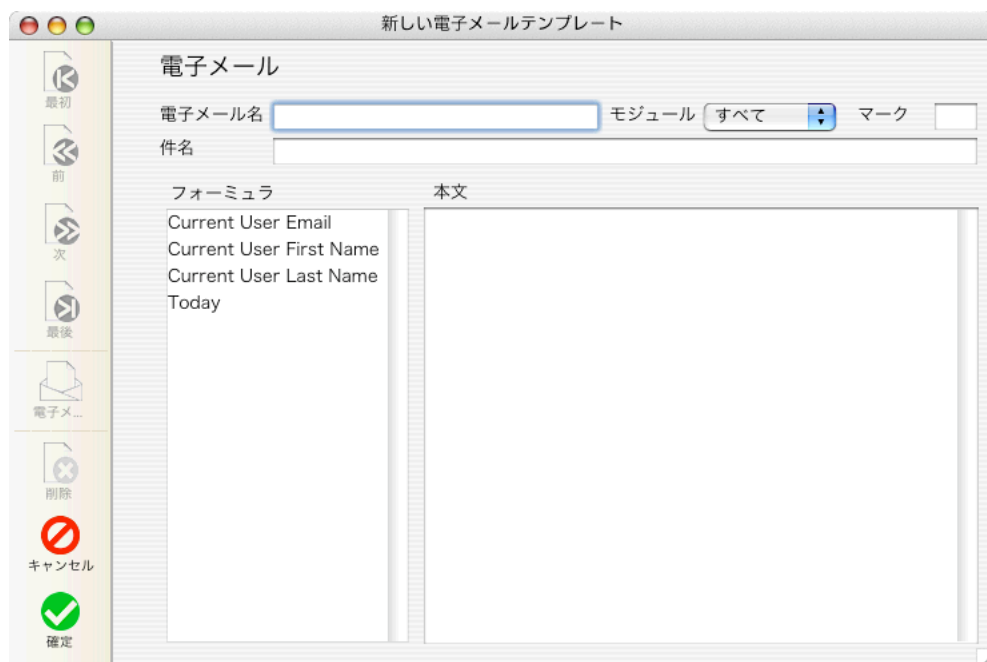 新しい電子メールテンプレート
最初
前
次
最後
電子メ...
削除
キャンセル
確定
電子メール
電子メール名
モジュール すべて
マーク
件名
フォーミュラ
Current User Email
Current User First Name
Current User Last Name
Today
本文